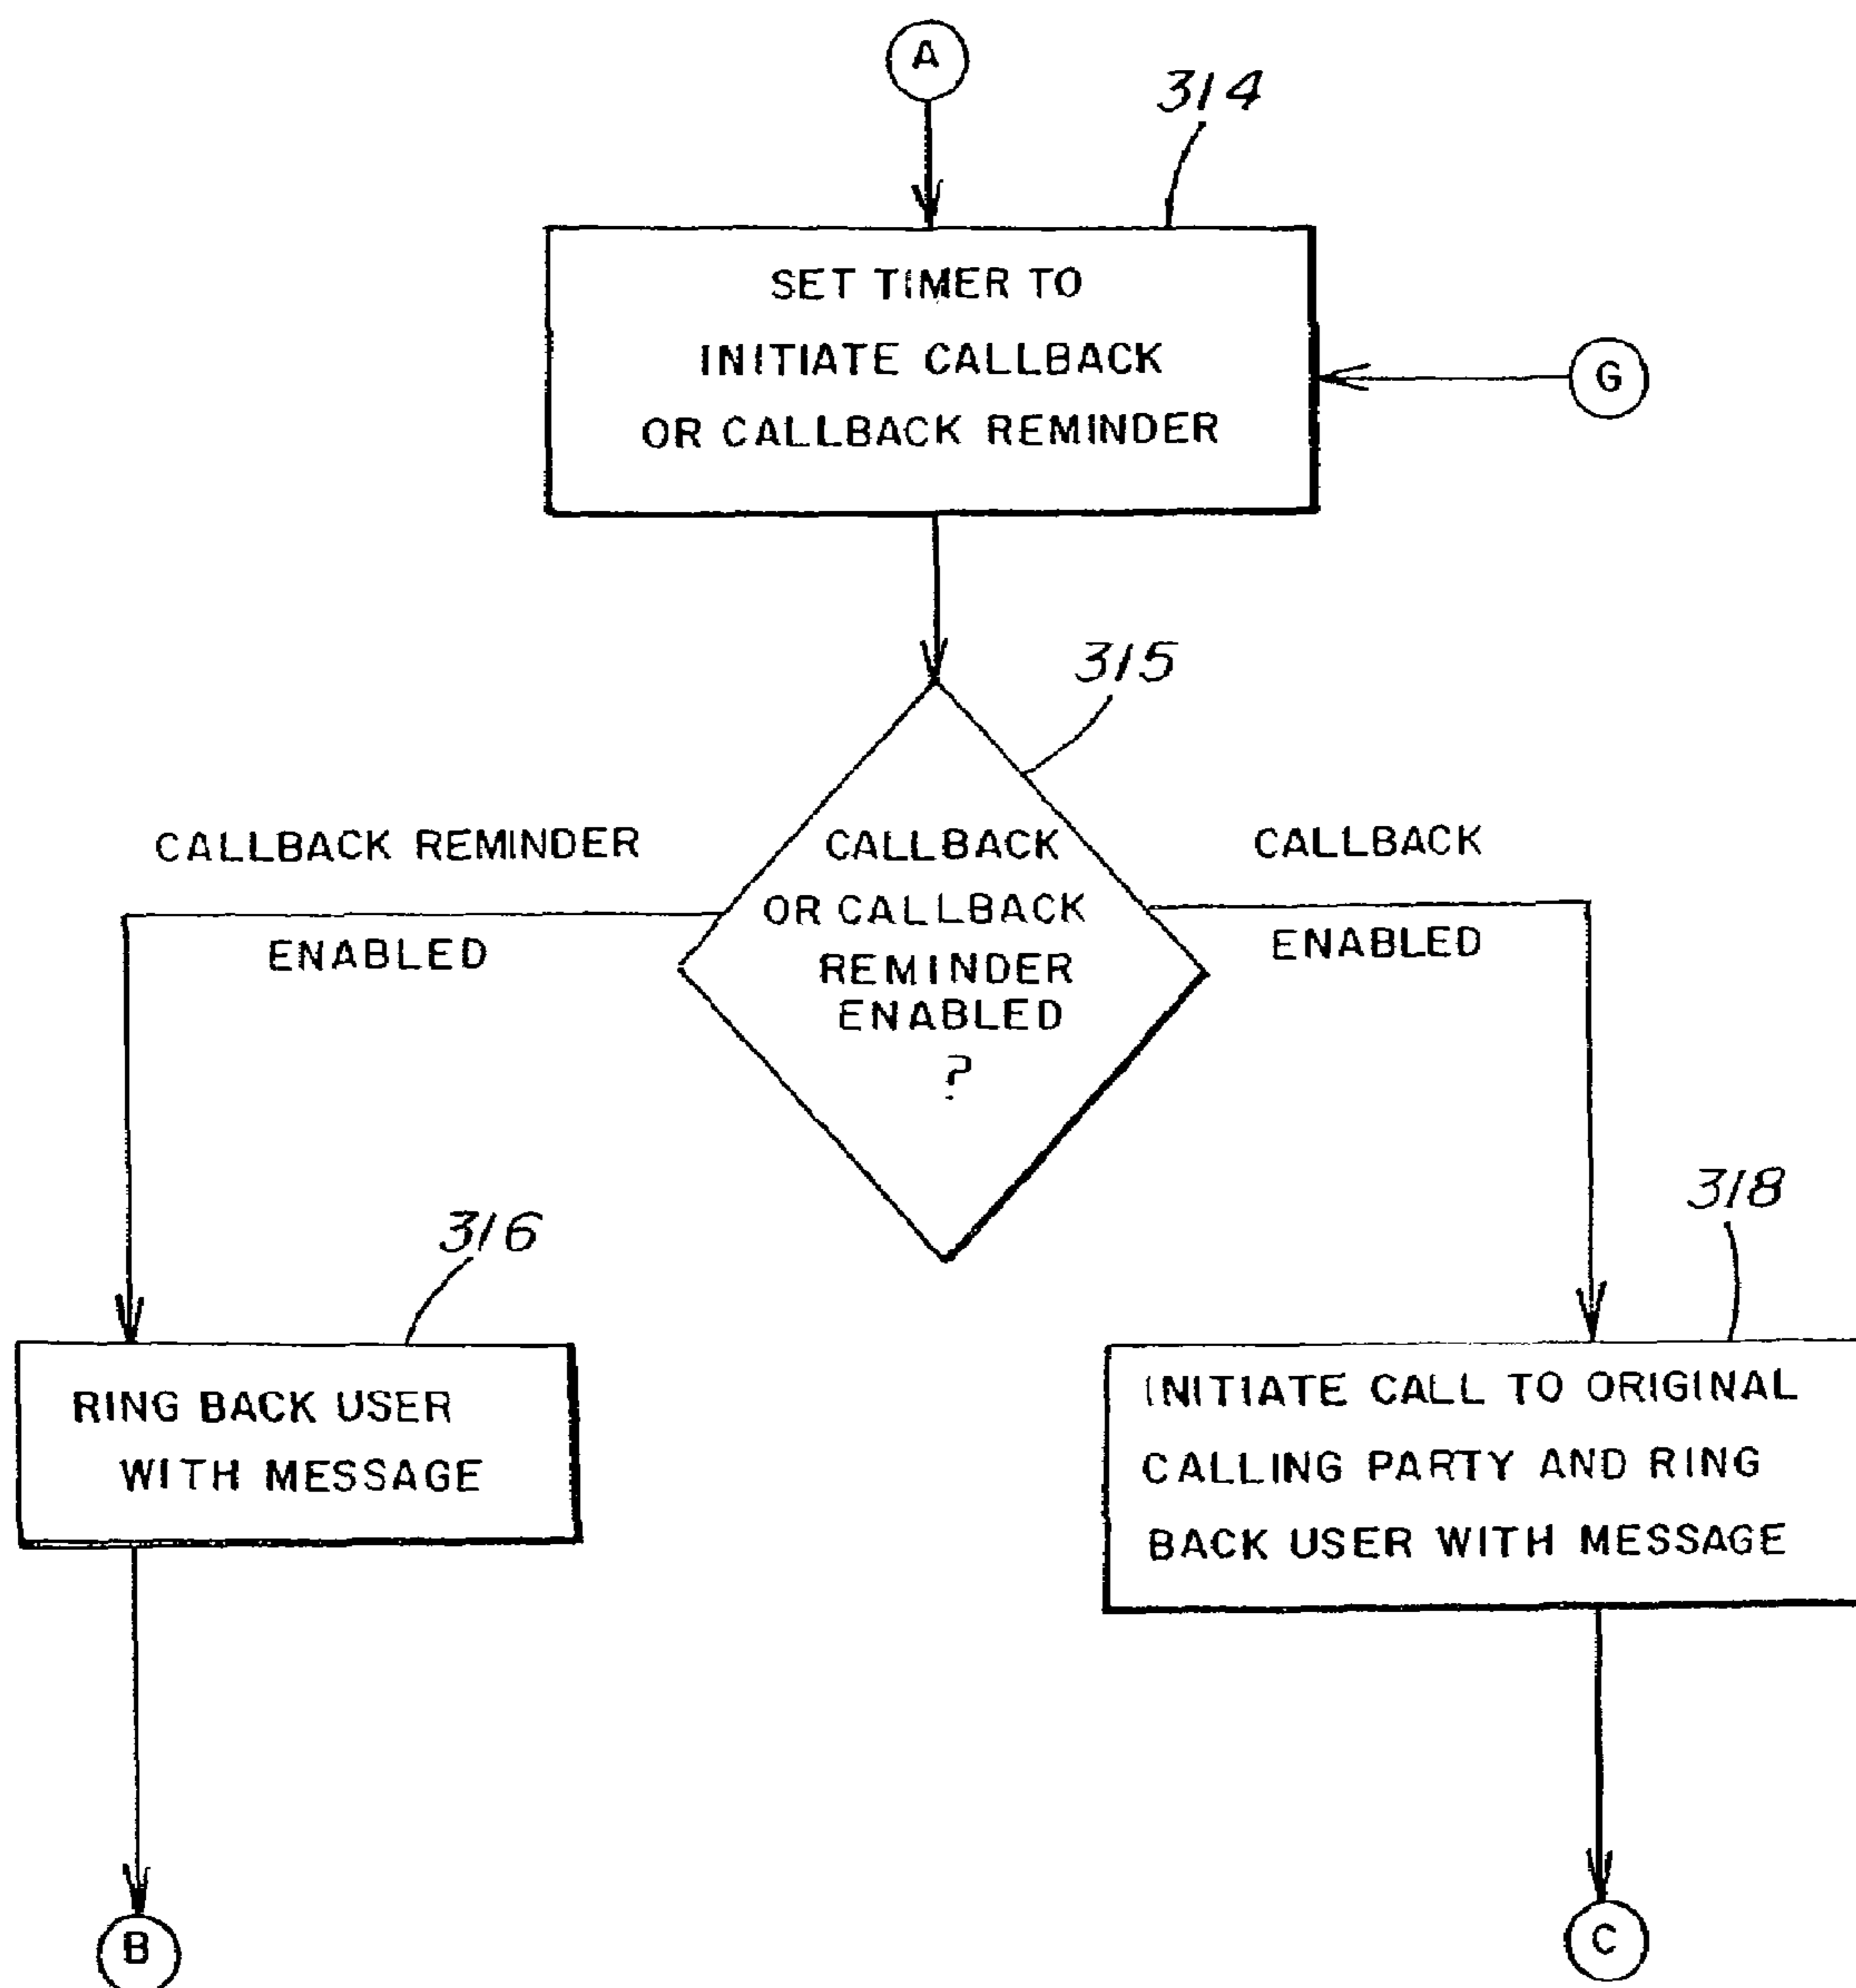 A
314
SET TIMER TO
INITIATE CALLBACK
OR CALLBACK REMINDER
G
315
CALLBACK REMINDER
ENABLED
CALLBACK
OR CALLBACK
REMINDER
ENABLED
?
CALLBACK
ENABLED
316
RING BACK USER
WITH MESSAGE
318
INITIATE CALL TO ORIGINAL
CALLING PARTY AND RING
BACK USER WITH MESSAGE
B
C